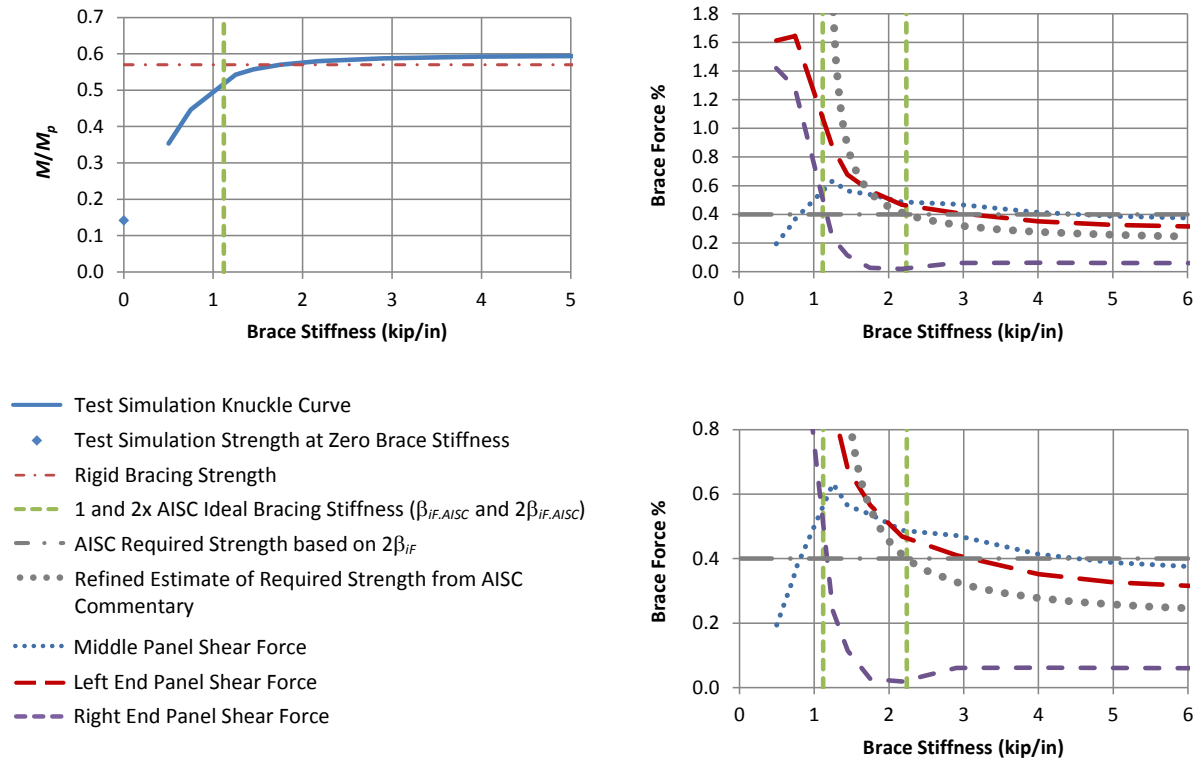 0.7
0.6
0.5
0.4
0.3
0.2
0.1
0.0
M/Mp
0 1 2 3 4 5
Brace Stiffness (kip/in)
1.8
1.6
1.4
1.2
1.0
0.8
0.6
0.4
0.2
0.0
Brace Force %
0 1 2 3 4 5 6
Brace Stiffness (kip/in)
Test Simulation Knuckle Curve
Test Simulation Strength at Zero Brace Stiffness
Rigid Bracing Strength
1 and 2x AISC Ideal Bracing Stiffness (βiF.AISC and 2βiF.AISC)
AISC Required Strength based on 2βiF
Refined Estimate of Required Strength from AISC
Commentary
Middle Panel Shear Force
Left End Panel Shear Force
Right End Panel Shear Force
0.8
0.6
0.4
0.2
0.0
Brace Force %
0 1 2 3 4 5 6
Brace Stiffness (kip/in)